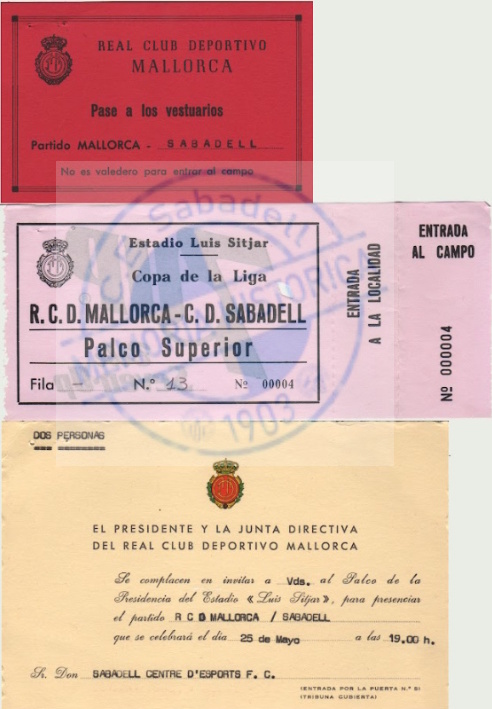 REAL CLUB DEPORTIVO
MALLORCA
Pase a los vestuarios
Partido MALLORCA - SABADELL
No es valedero para entrar al campo
Estadio Luis Sitjar
Copa de la Liga
R.C.D. MALLORCA - C.D. SABADELL
Palco Superior
Fila - N.º 13 Nº 00004
ENTRADA
A LA LOCALIDAD
ENTRADA
AL CAMPO
Nº 000004
Sabadell
MEMORIA HISTORICA
1903
DOS PERSONAS
EL PRESIDENTE Y LA JUNTA DIRECTIVA
DEL REAL CLUB DEPORTIVO MALLORCA
Se complacen en invitar a Vds. al Palco de la
Presidencia del Estadio «Luis Sitjar», para presenciar
el partido R C D MALLORCA / SABADELL
que se celebrará el día 25 de Mayo a las 19.00 h.
Sr. Don SABADELL CENTRE D'ESPORTS F. C.
(ENTRADA POR LA PUERTA N.º 5)
(TRIBUNA CUBIERTA)